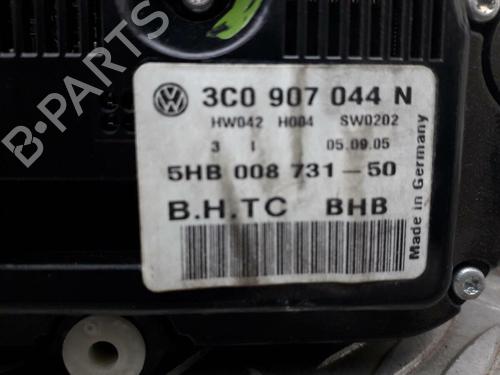 3C0 907 044 N
HW042 H004 SW0202
3 I 05.09.05
5HB 008 731-50
B.H.TC BHB
Made in Germany